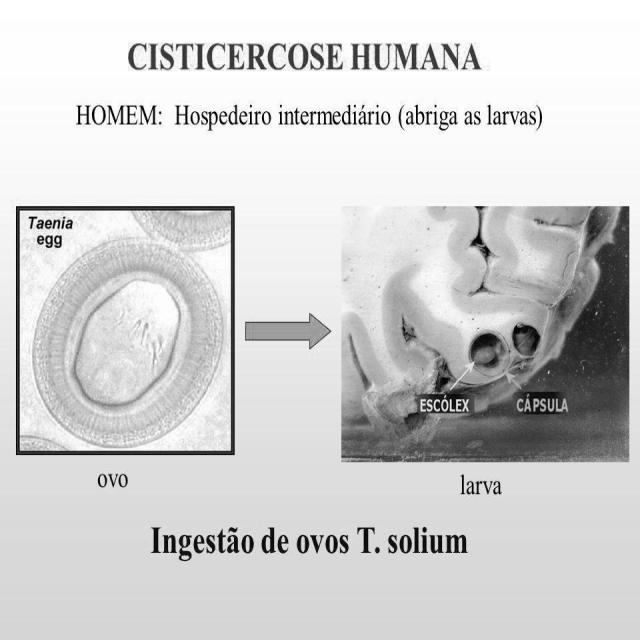 CISTICERCOSE HUMANA
HOMEM: Hospedeiro intermediário (abriga as larvas)
Taenia
egg
ESCÓLEX
CÁPSULA
ovo
larva
Ingestão de ovos T. solium